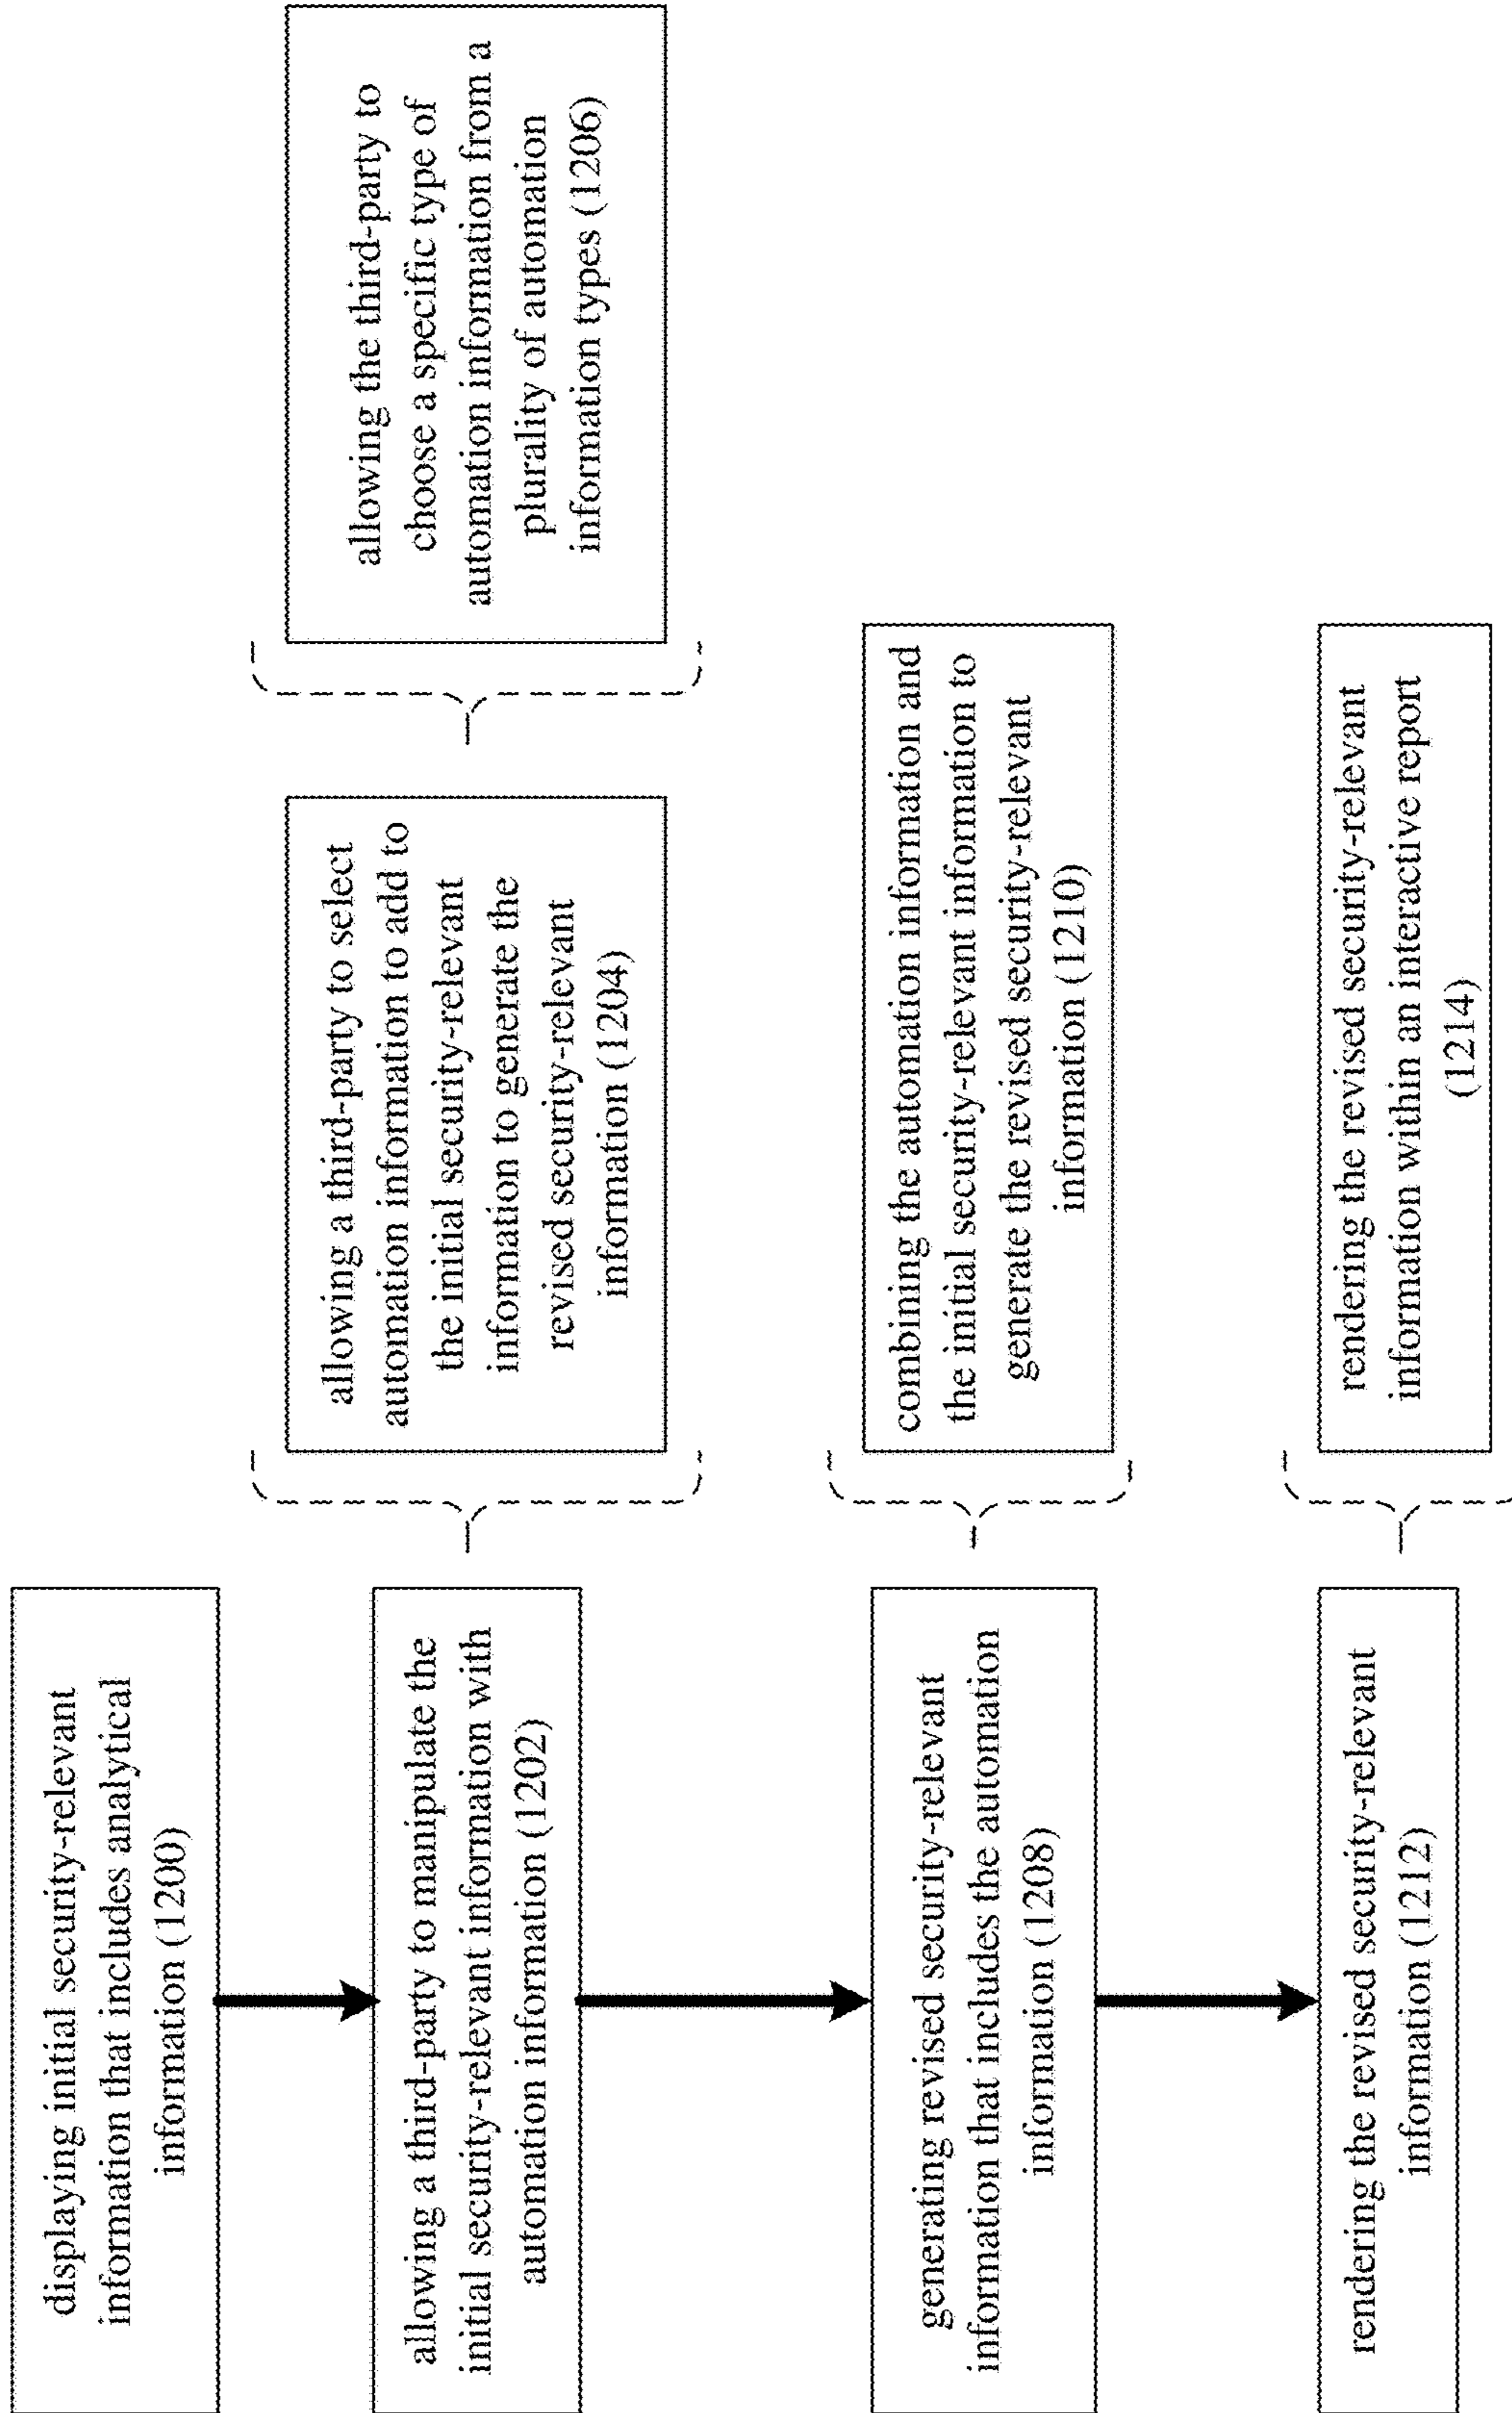 displaying initial security-relevant
information that includes analytical
information (1200)
allowing a third-party to manipulate the
initial security-relevant information with
automation information (1202)
allowing a third-party to select
automation information to add to
the initial security-relevant
information to generate the
revised security-relevant
information (1204)
allowing the third-party to
choose a specific type of
automation information from a
plurality of automation
information types (1206)
generating revised security-relevant
information that includes the automation
information (1208)
combining the automation information and
the initial security-relevant information to
generate the revised security-relevant
information (1210)
rendering the revised security-relevant
information (1212)
rendering the revised security-relevant
information within an interactive report
(1214)